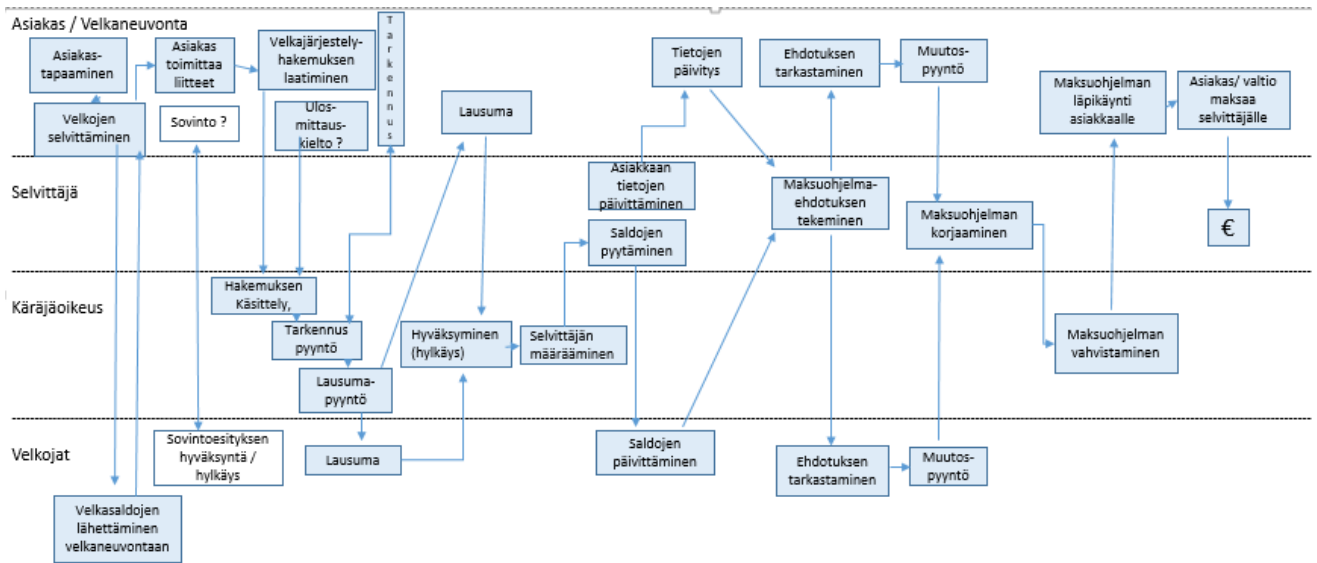 Asiakas / Velkaneuvonta
Asiakas-
tapaaminen
Velkojen
selvittäminen
Asiakas
toimittaa
liitteet
Sovinto ?
Velkajärjestely-
hakemuksen
laatiminen
Ulos-
mittaus-
kielto ?
T
a
r
k
e
n
n
u
s
Lausuma
Tietojen
päivitys
Ehdotuksen
tarkastaminen
Muutos-
pyyntö
Maksuohjelman
läpikäynti
asiakkaalle
Asiakas/ valtio
maksaa
selvittäjälle
Selvittäjä
Asiakkaan
tietojen
päivittäminen
Saldojen
pyytäminen
Maksuohjelma-
ehdotuksen
tekeminen
Maksuohjelman
korjaaminen
€
Käräjäoikeus
Hakemuksen
Käsittely,
Tarkennus
pyyntö
Lausuma-
pyyntö
Hyväksyminen
(hylkäys)
Selvittäjän
määrääminen
Maksuohjelman
vahvistaminen
Velkojat
Velkasaldojen
lähettäminen
velkaneuvontaan
Sovintoesityksen
hyväksyntä /
hylkäys
Lausuma
Saldojen
päivittäminen
Ehdotuksen
tarkastaminen
Muutos-
pyyntö